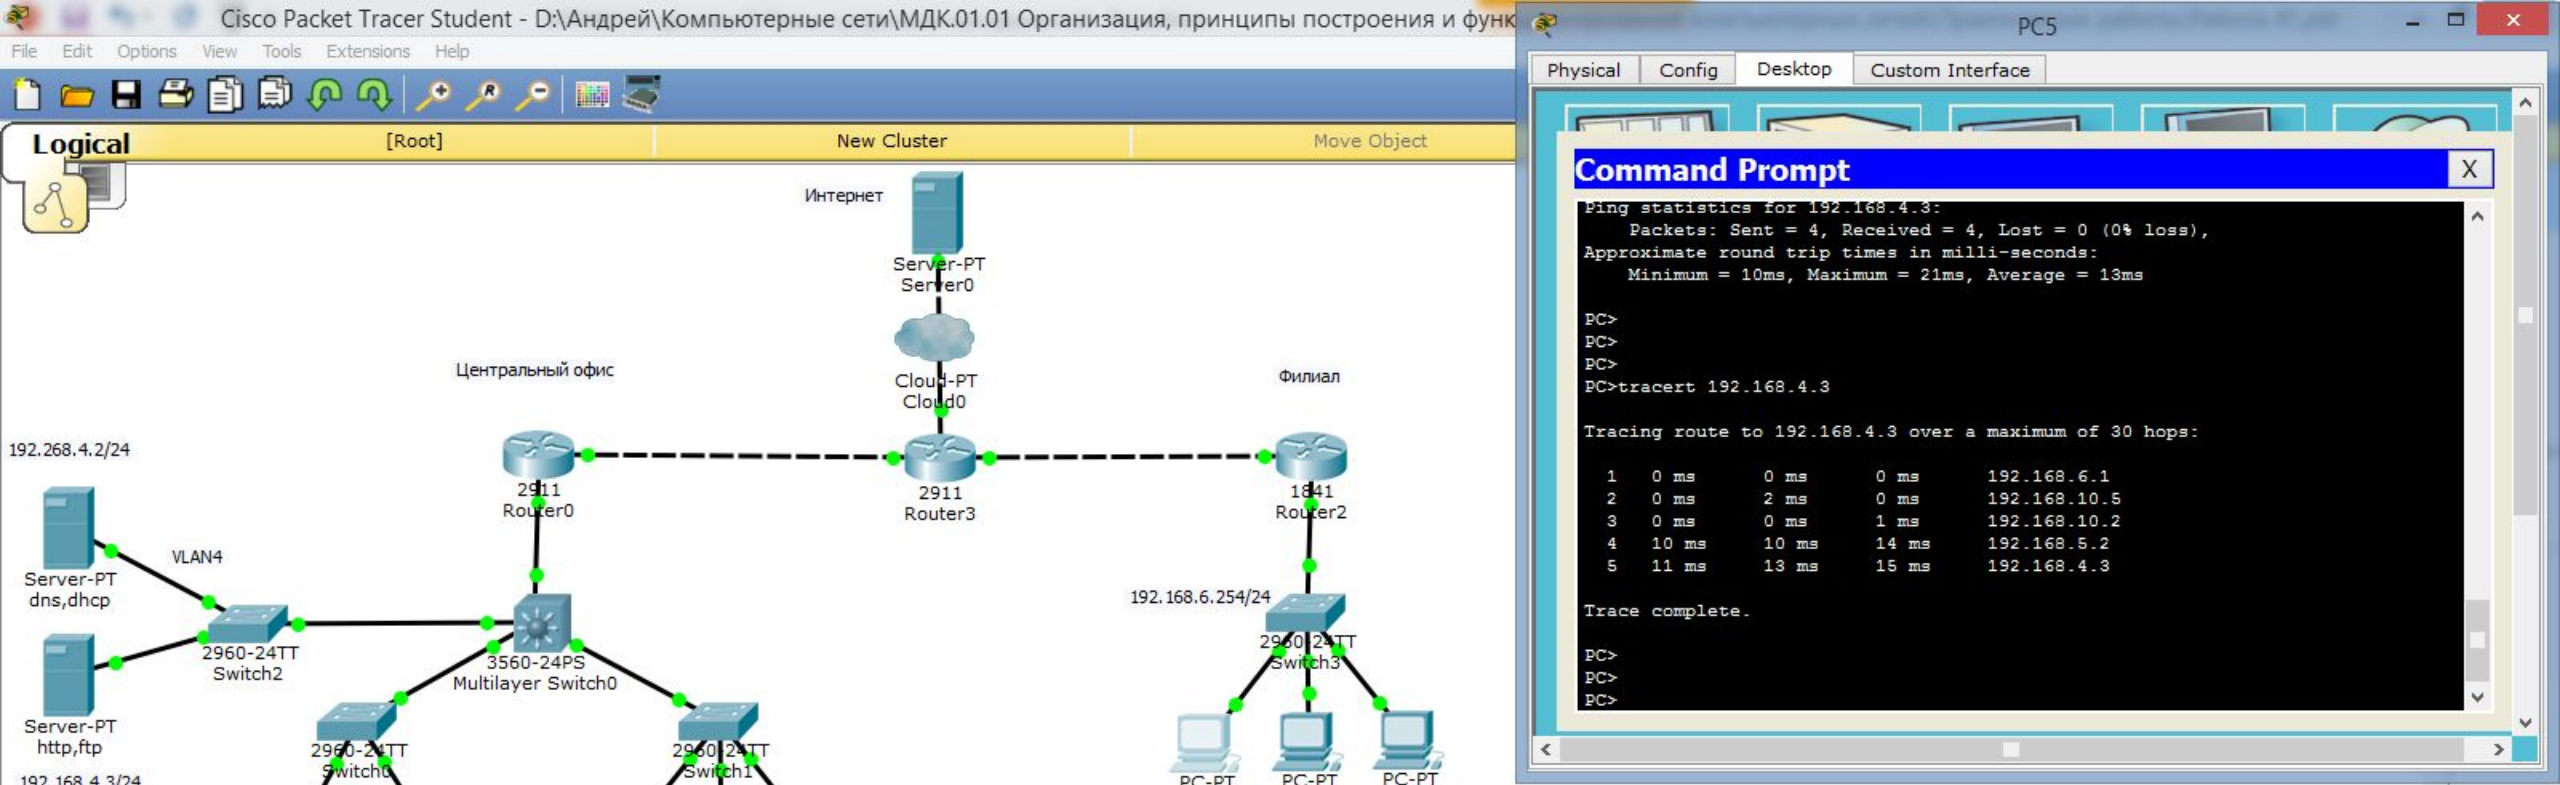 Cisco Packet Tracer Student - D:\Андрей\Компьютерные сети\МДК.01.01 Организация, принципы построения и функ
File Edit Options View Tools Extensions Help
Logical
[Root]
New Cluster
Move Object
Интернет
Server-PT
Server0
Cloud-PT
Cloud0
Центральный офис
Филиал
192.268.4.2/24
2911
Router0
2911
Router3
1841
Router2
VLAN4
Server-PT
dns,dhcp
192.168.6.254/24
2960-24TT
Switch2
3560-24PS
Multilayer Switch0
2960-24TT
Switch3
Server-PT
http,ftp
2960-24TT
Switch0
2960-24TT
Switch1
192.168.4.3/24
PC-PT
PC-PT
PC-PT
PC5
Physical Config Desktop Custom Interface
Command Prompt
X
Ping statistics for 192.168.4.3:
Packets: Sent = 4, Received = 4, Lost = 0 (0% loss),
Approximate round trip times in milli-seconds:
Minimum = 10ms, Maximum = 21ms, Average = 13ms
PC>
PC>
PC>
PC>tracert 192.168.4.3
Tracing route to 192.168.4.3 over a maximum of 30 hops:
1 0 ms 0 ms 0 ms 192.168.6.1
2 0 ms 2 ms 0 ms 192.168.10.5
3 0 ms 0 ms 1 ms 192.168.10.2
4 10 ms 10 ms 14 ms 192.168.5.2
5 11 ms 13 ms 15 ms 192.168.4.3
Trace complete.
PC>
PC>
PC>